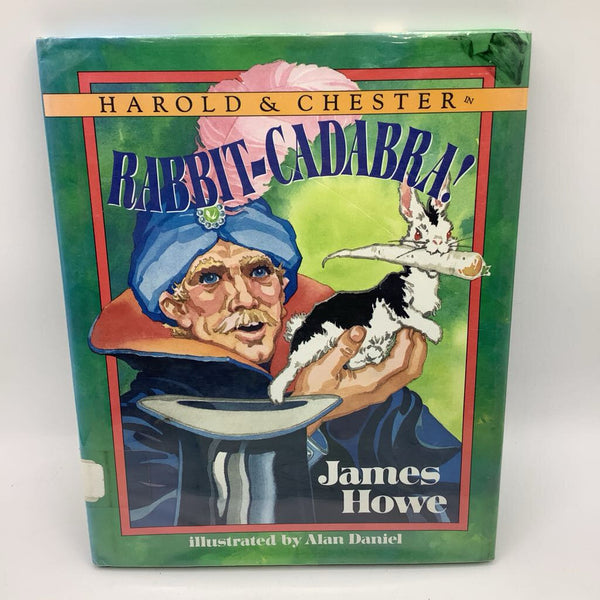 HAROLD & CHESTER IN
RABBIT-CADABRA!
James
Howe
illustrated by Alan Daniel